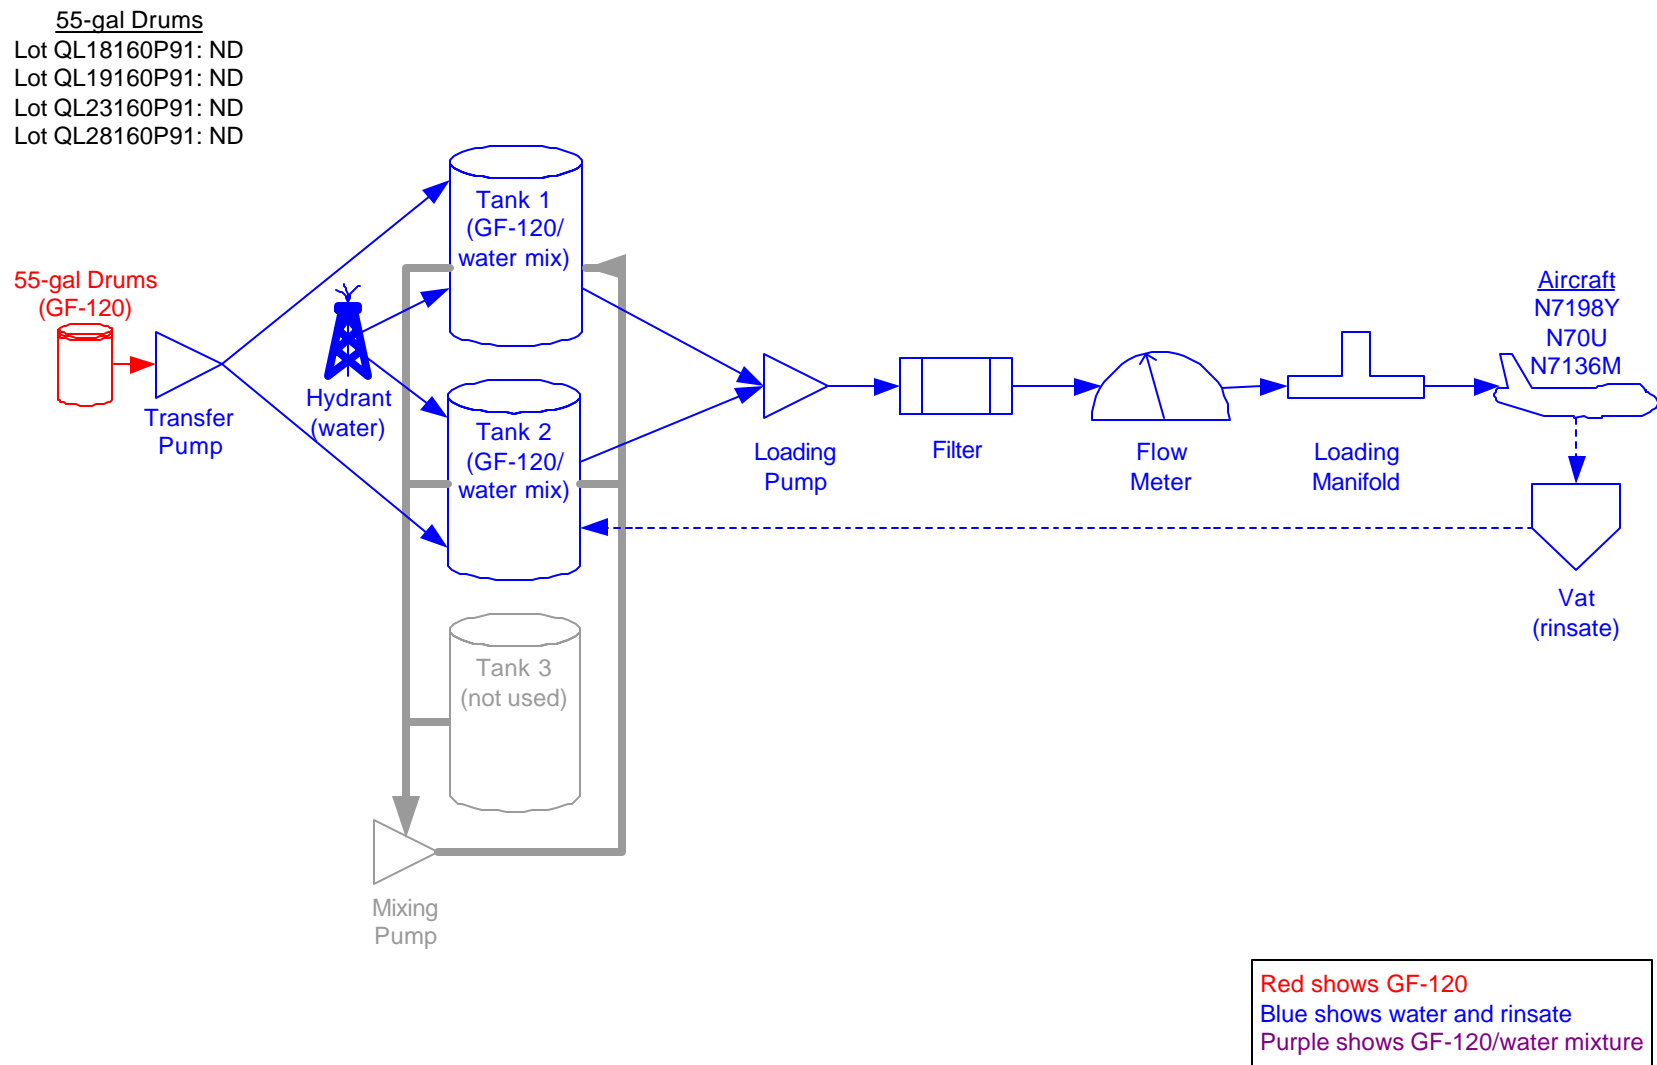 55-gal Drums
Lot QL18160P91: ND
Lot QL19160P91: ND
Lot QL23160P91: ND
Lot QL28160P91: ND
55-gal Drums
(GF-120)
Transfer
Pump
Hydrant
(water)
Tank 1
(GF-120/
water mix)
Tank 2
(GF-120/
water mix)
Tank 3
(not used)
Mixing
Pump
Loading
Pump
Filter
Flow
Meter
Loading
Manifold
Aircraft
N7198Y
N70U
N7136M
Vat
(rinsate)
Red shows GF-120
Blue shows water and rinsate
Purple shows GF-120/water mixture